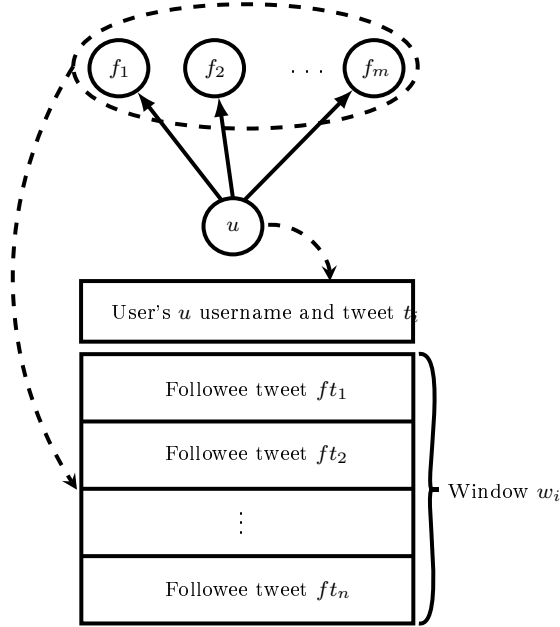 f1 f2 . . . fm
u
User's u username and tweet ti
Followee tweet ft1
Followee tweet ft2
Window wi
⋮
Followee tweet ftn